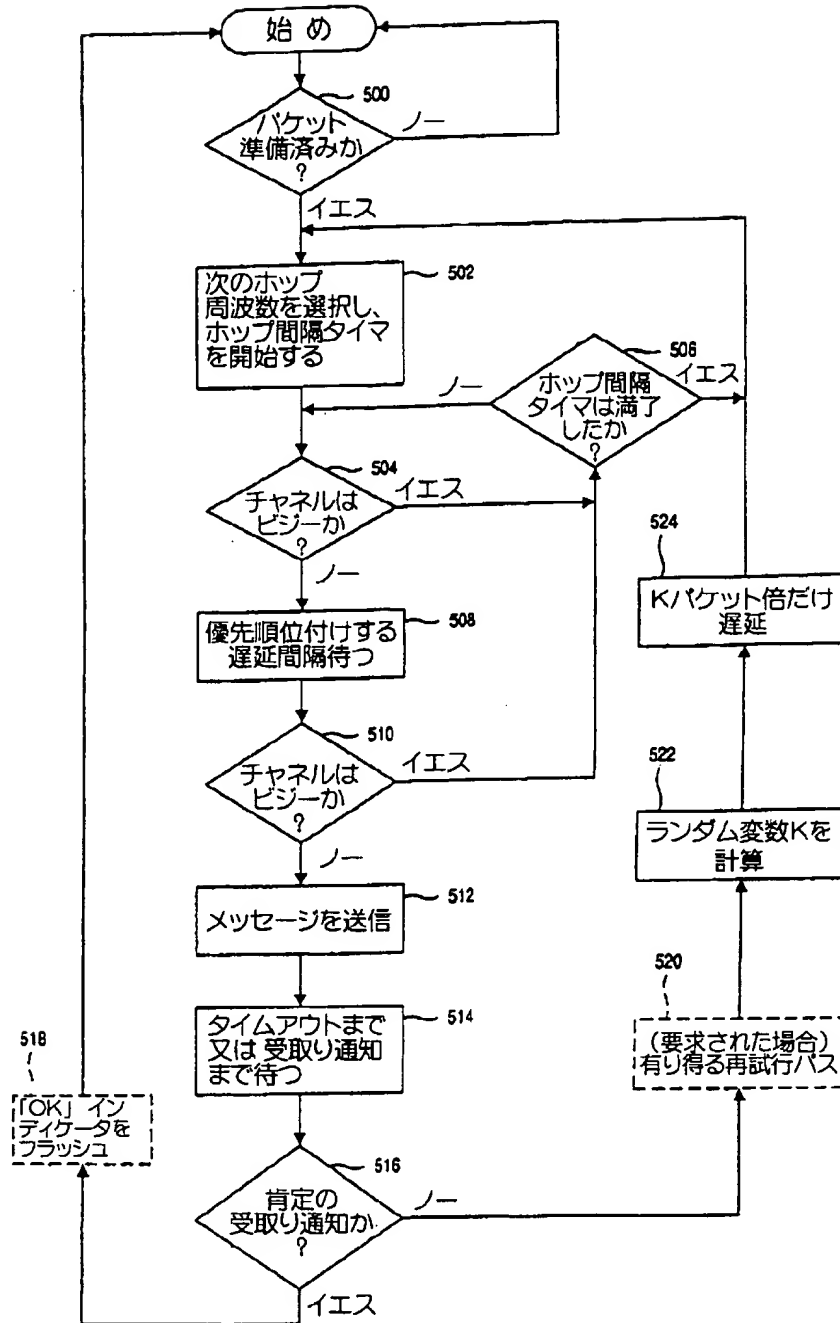 始め
500
パケット
準備済みか
?
ノー
イエス
502
次のホップ
周波数を選択し、
ホップ間隔タイマ
を開始する
506
ホップ間隔
タイマは満了
したか
?
イエス
ノー
504
チャネルは
ビジーか
?
イエス
ノー
508
優先順位付けする
遅延間隔待つ
510
チャネルは
ビジーか
?
イエス
ノー
512
メッセージを送信
514
タイムアウトまで
又は 受取り通知
まで待つ
516
肯定の
受取り通知か
?
ノー
イエス
518
「OK」イン
ディケータを
フラッシュ
520
(要求された場合)
有り得る再試行パス
522
ランダム変数Kを
計算
524
Kパケット倍だけ
遅延